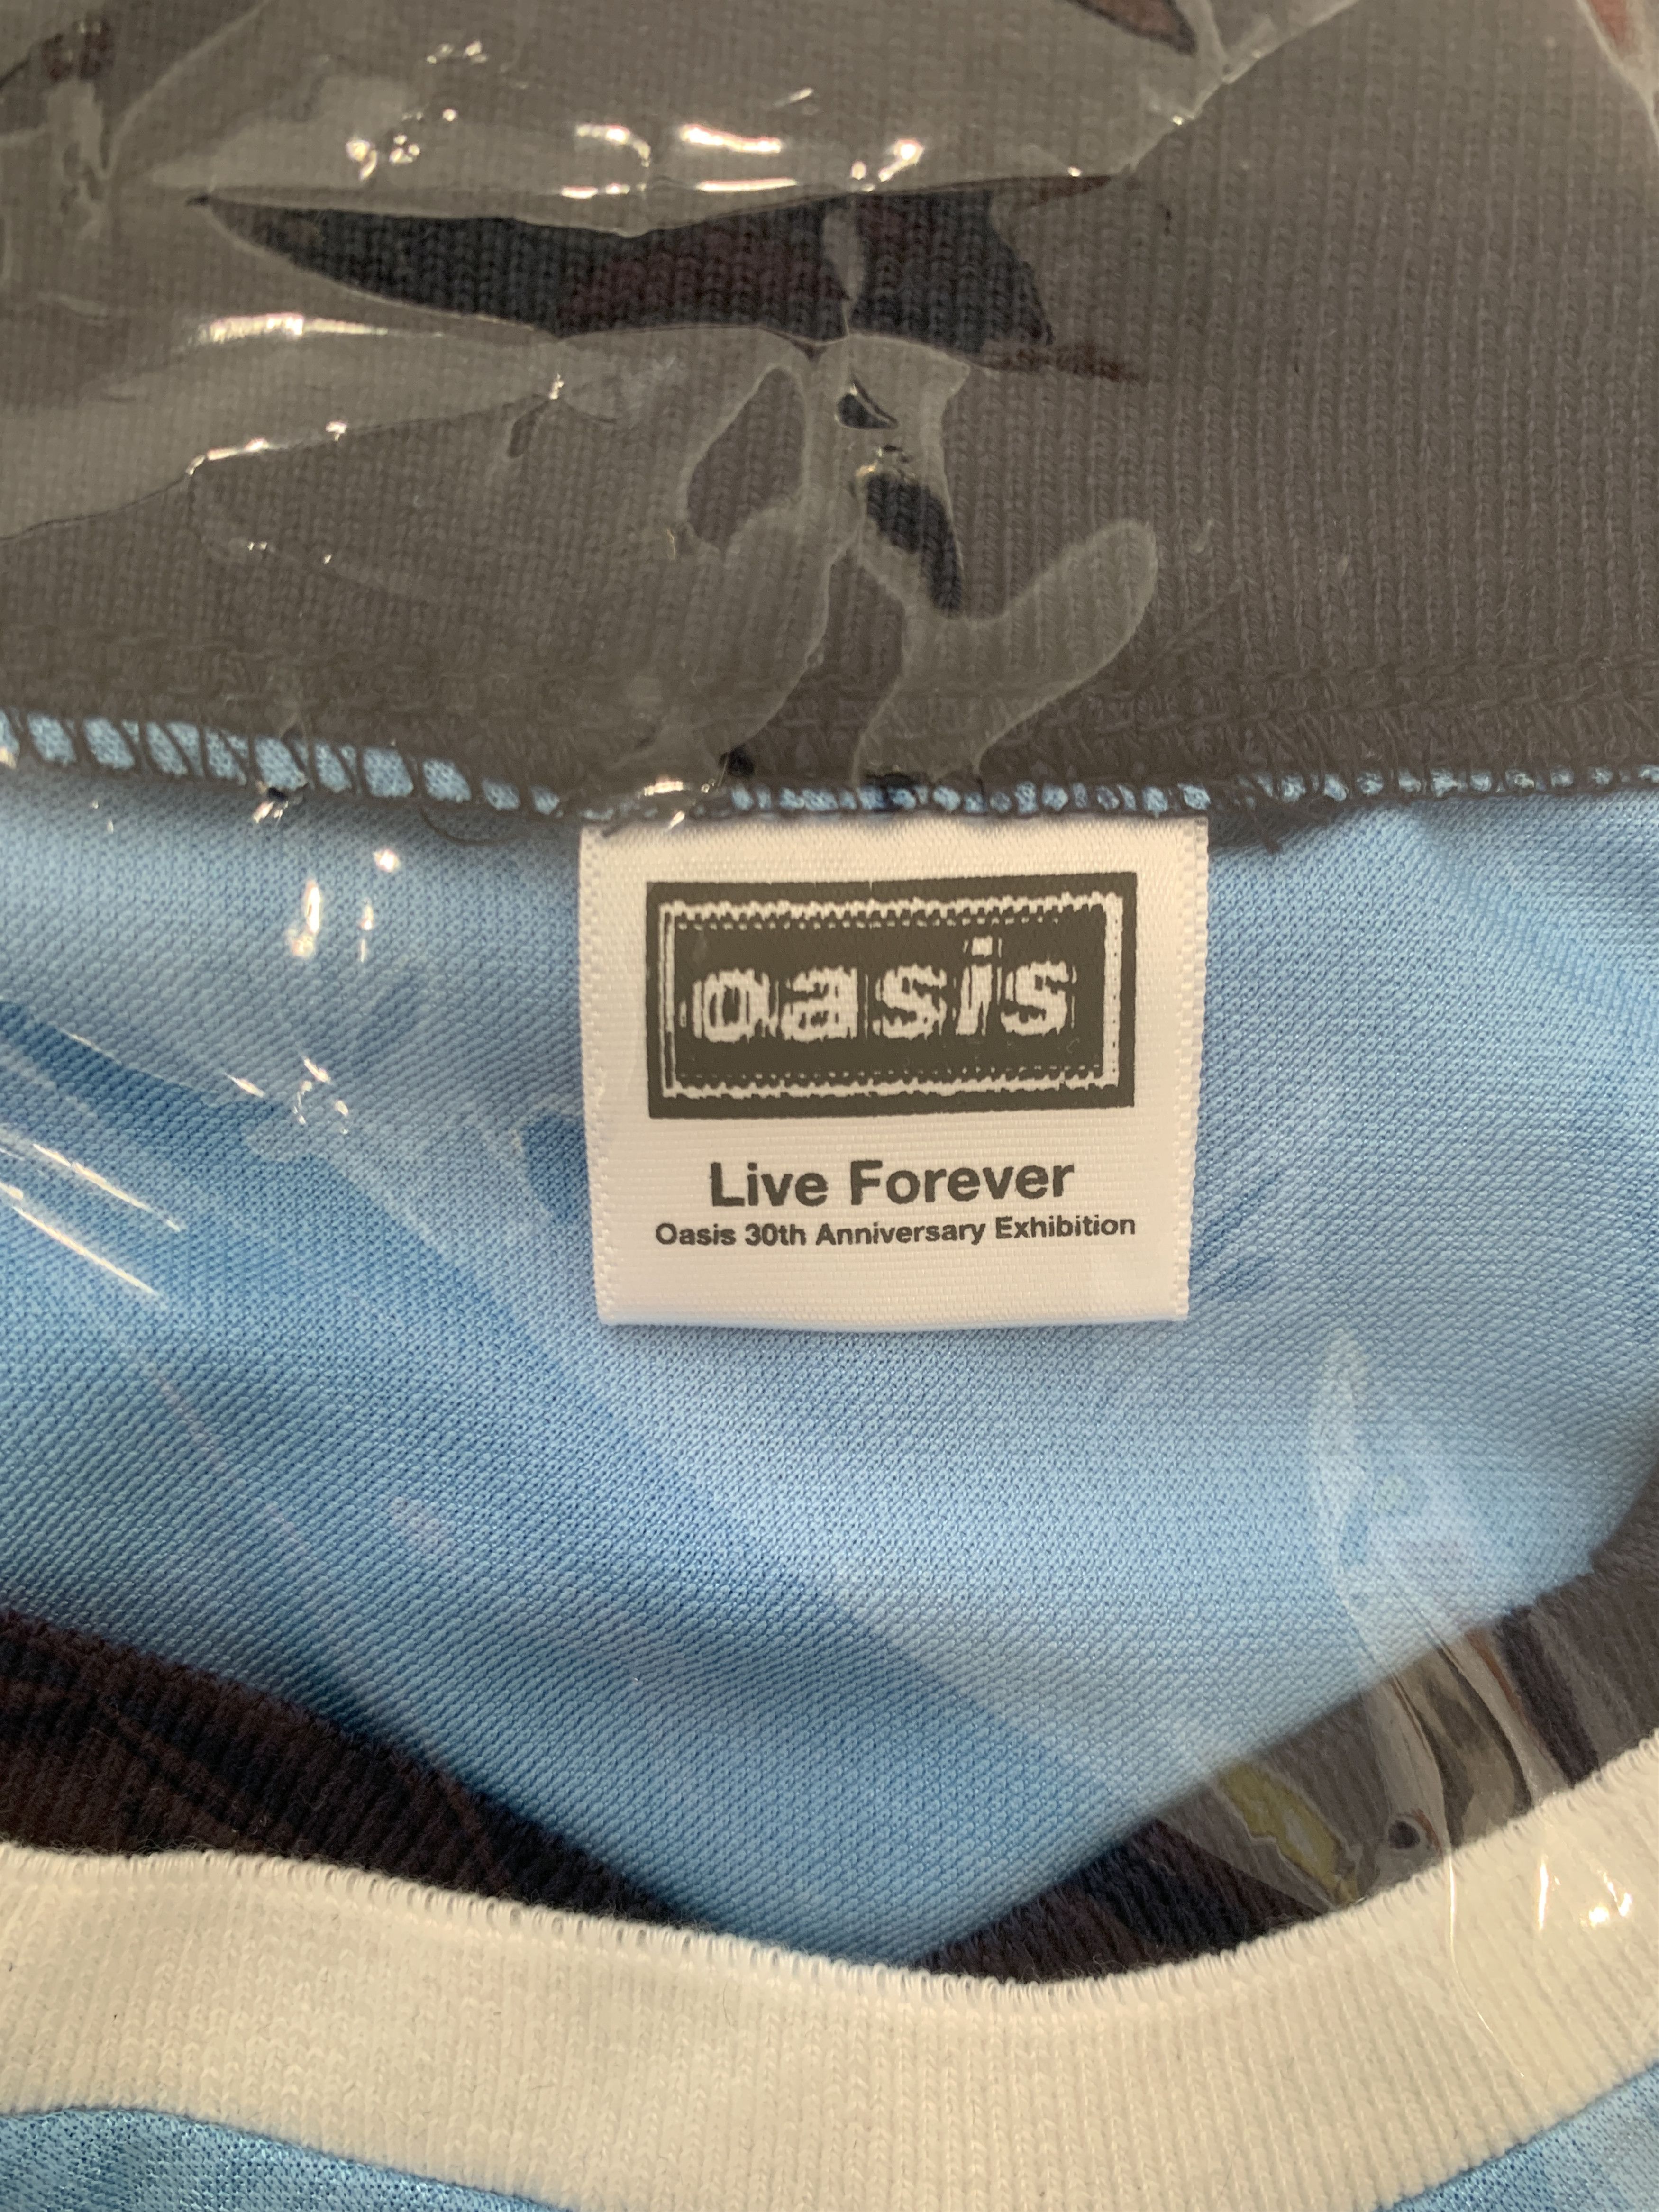 oasis
Live Forever
Oasis 30th Anniversary Exhibition